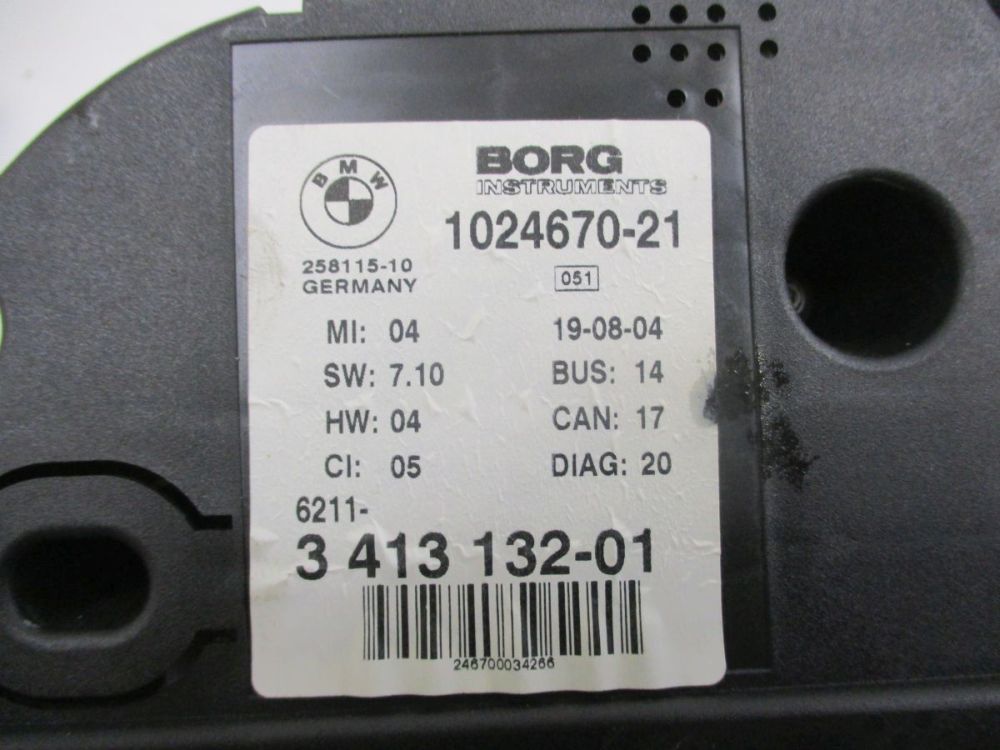 BMW
BORG
INSTRUMENTS
1024670-21
258115-10
GERMANY
051
MI: 04
19-08-04
SW: 7.10
BUS: 14
HW: 04
CAN: 17
CI: 05
DIAG: 20
6211-
3 413 132-01
246700034266